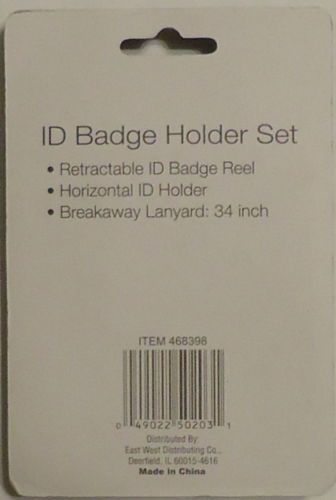 ID Badge Holder Set
• Retractable ID Badge Reel
• Horizontal ID Holder
• Breakaway Lanyard: 34 inch
ITEM 468398
0 49022 50203 1
Distributed By:
East West Distributing Co.,
Deerfield, IL 60015-4616
Made in China